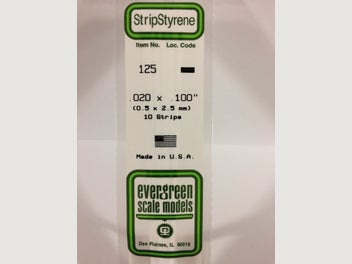 StripStyrene
Item No. Loc. Code
125
.020 x .100"
(0.5 x 2.5 mm)
10 Strips
Made in U.S.A.
evergreen
scale models
Des Plaines, IL 60018